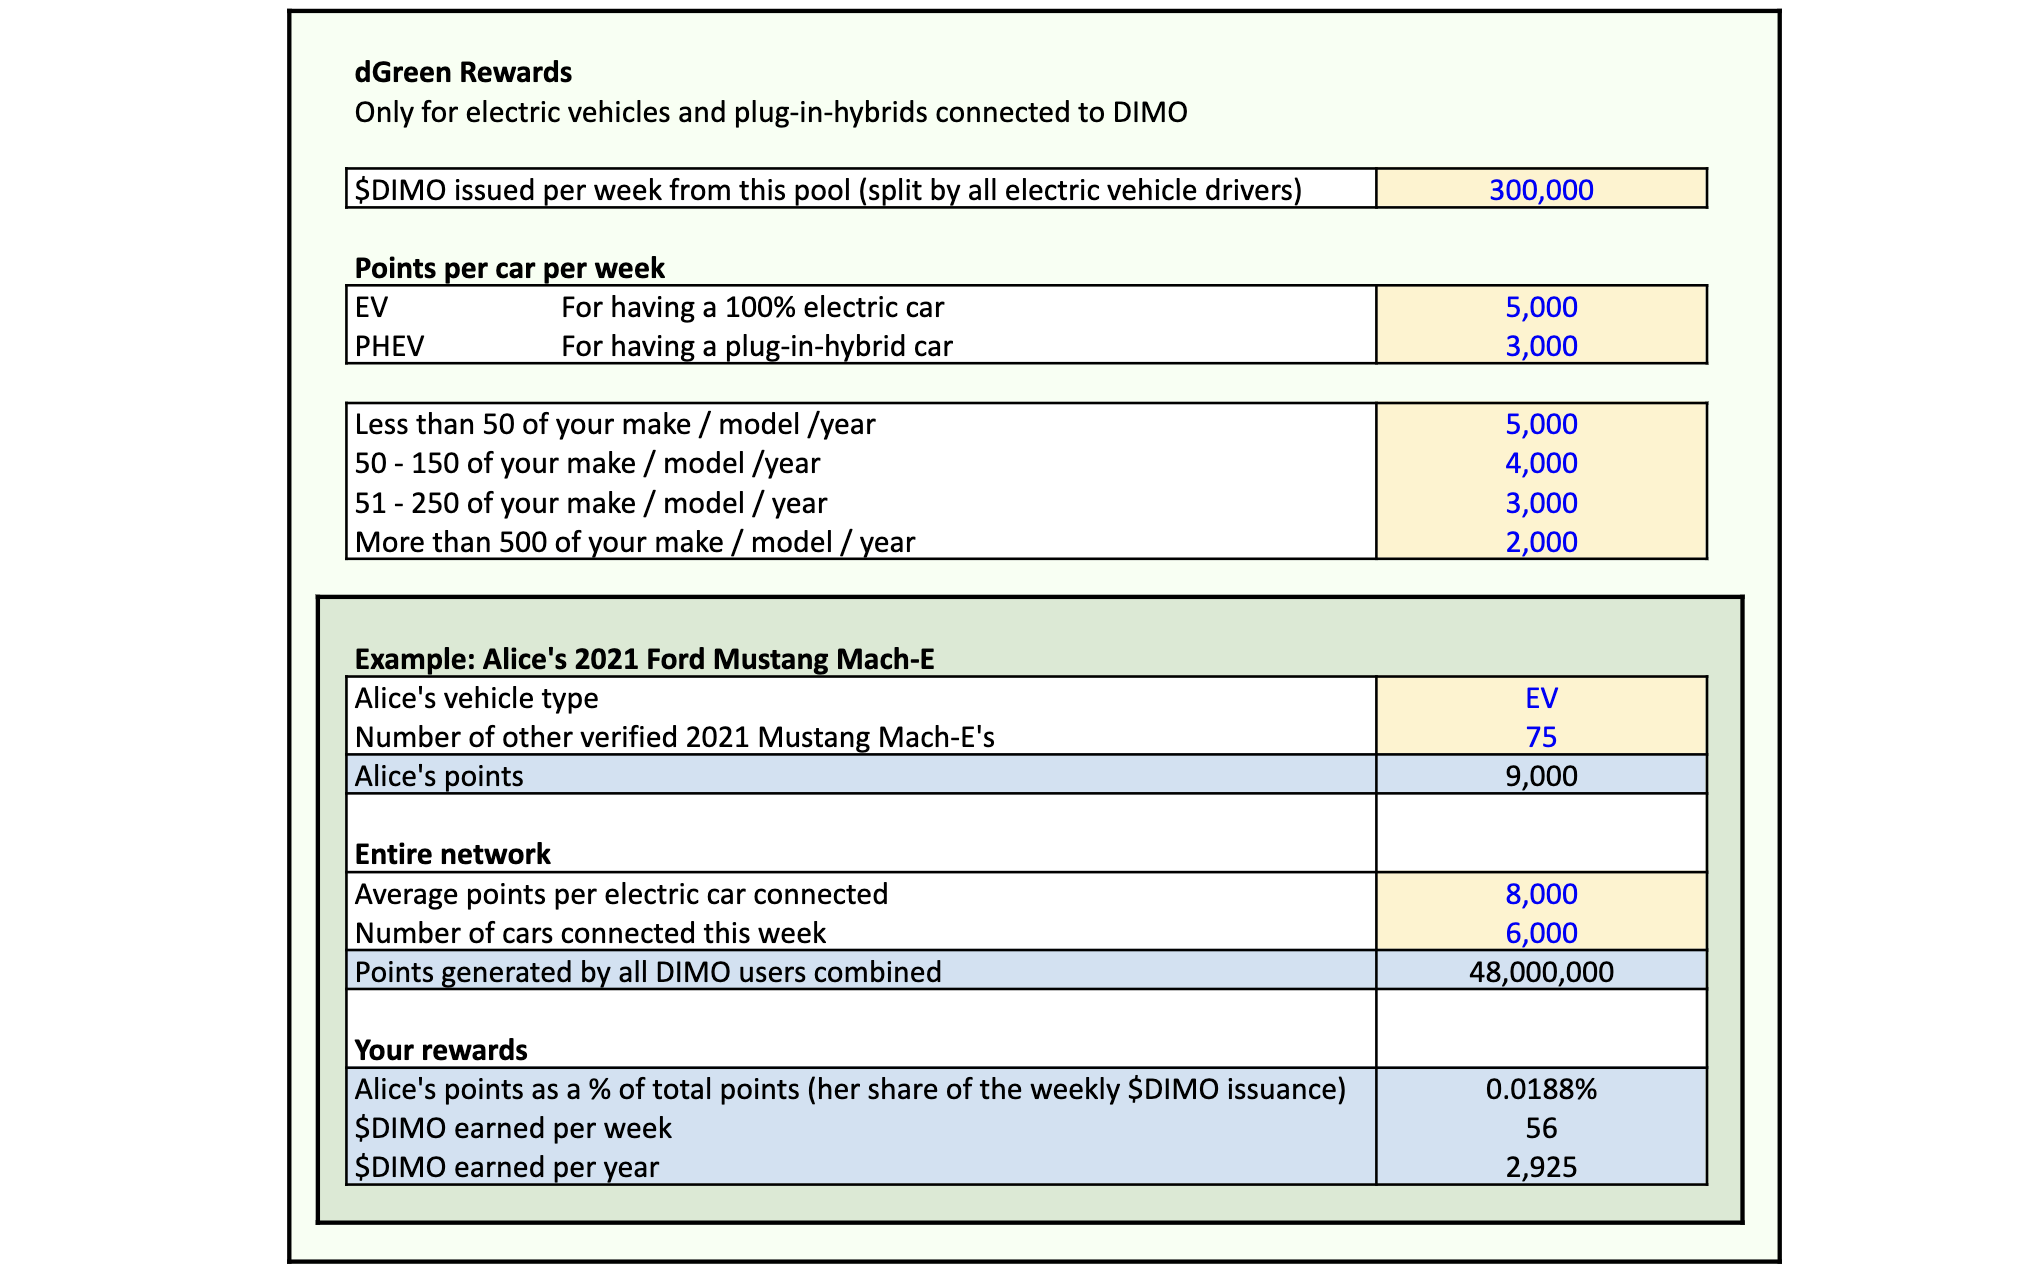 dGreen Rewards
Only for electric vehicles and plug-in-hybrids connected to DIMO
$DIMO issued per week from this pool (split by all electric vehicle drivers) 300,000
Points per car per week
EV For having a 100% electric car 5,000
PHEV For having a plug-in-hybrid car 3,000
Less than 50 of your make / model /year 5,000
50 - 150 of your make / model /year 4,000
51 - 250 of your make / model / year 3,000
More than 500 of your make / model / year 2,000
Example: Alice's 2021 Ford Mustang Mach-E
Alice's vehicle type EV
Number of other verified 2021 Mustang Mach-E's 75
Alice's points 9,000
Entire network
Average points per electric car connected 8,000
Number of cars connected this week 6,000
Points generated by all DIMO users combined 48,000,000
Your rewards
Alice's points as a % of total points (her share of the weekly $DIMO issuance) 0.0188%
$DIMO earned per week 56
$DIMO earned per year 2,925